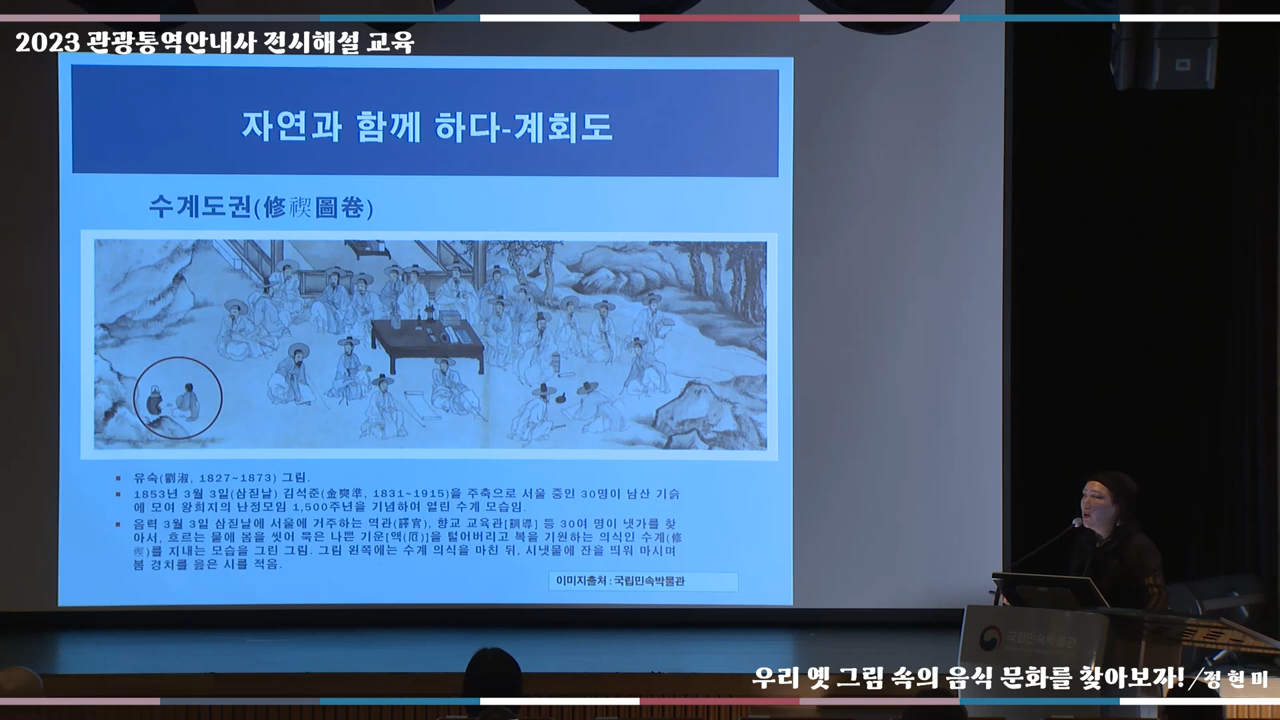 2023 관광통역안내사 전시해설 교육
자연과 함께 하다-계회도
수계도권(修禊圖卷)
유숙(劉淑, 1827~1873) 그림.
1853년 3월 3일(삼짇날) 김석준(金奭準, 1831~1915)을 주축으로 서울 중인 30명이 남산 기슭
에 모여 왕희지의 난정모임 1,500주년을 기념하여 열린 수계 모습임.
음력 3월 3일 삼짇날에 서울에 거주하는 역관(譯官), 향교 교육관[訓導] 등 30여 명이 냇가를 찾
아서, 흐르는 물에 몸을 씻어 묵은 나쁜 기운[액(厄)]을 털어버리고 복을 기원하는 의식인 수계(修
禊)를 지내는 모습을 그린 그림. 그림 왼쪽에는 수계 의식을 마친 뒤, 시냇물에 잔을 띄워 마시며
봄 경치를 읊은 시를 적음.
이미지출처 : 국립민속박물관
국립민속박물관
우리 옛 그림 속의 음식 문화를 찾아보자! /정현미